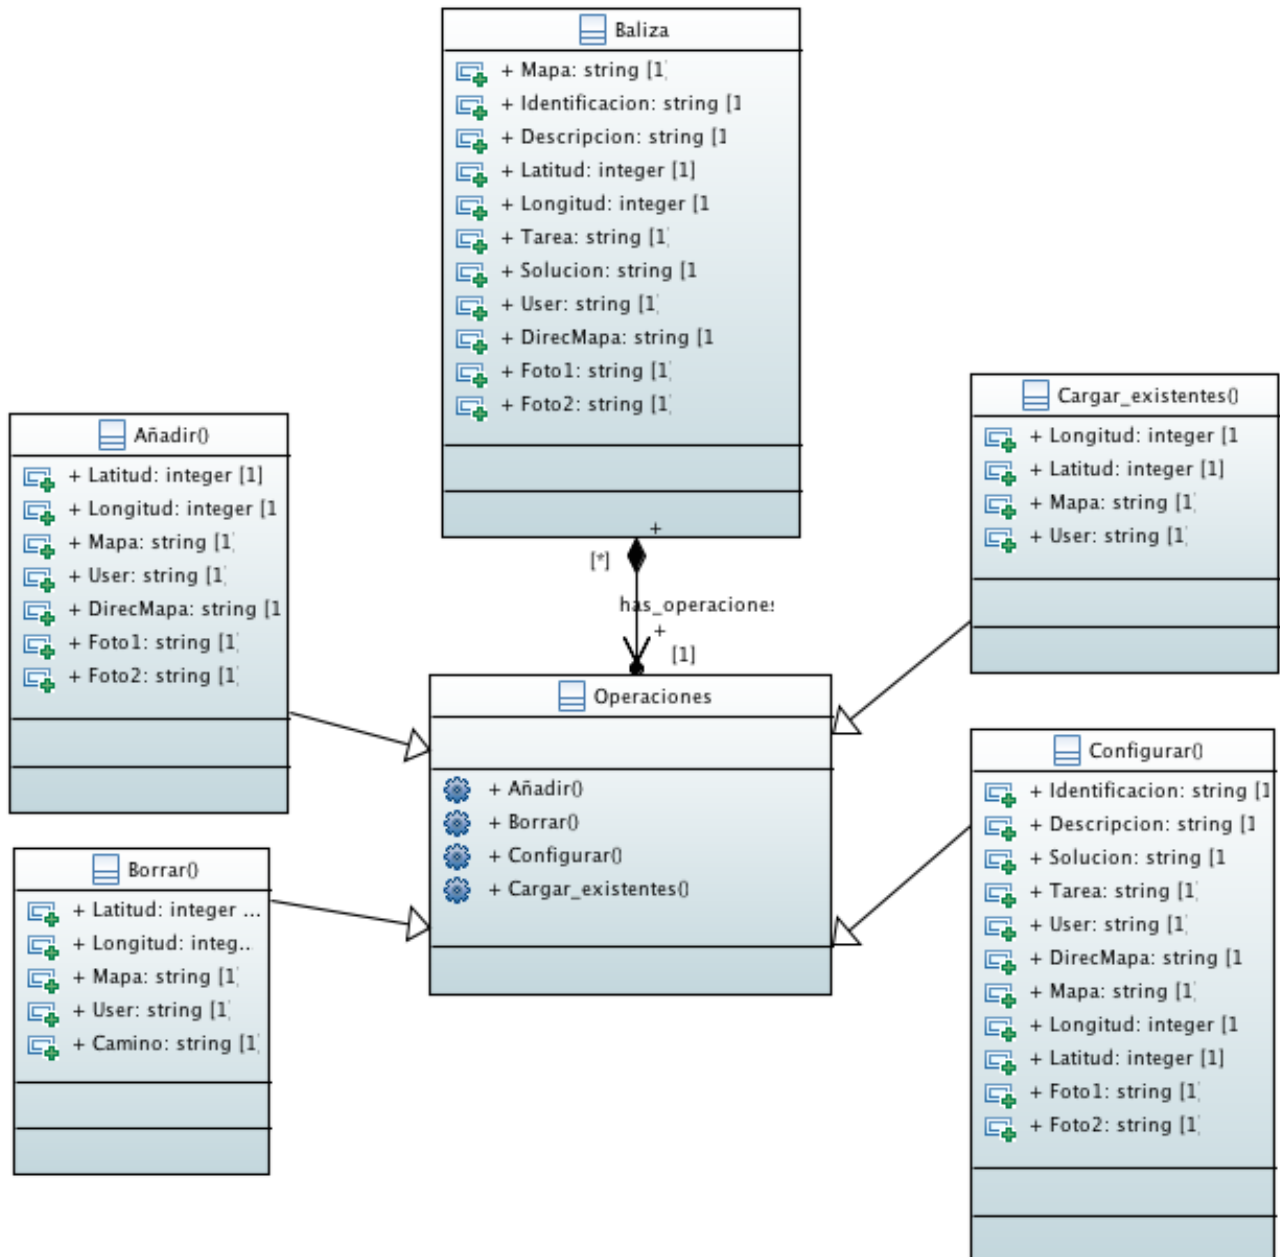 Baliza
+ Mapa: string [1]
+ Identificacion: string [1
+ Descripcion: string [1
+ Latitud: integer [1]
+ Longitud: integer [1
+ Tarea: string [1]
+ Solucion: string [1
+ User: string [1]
+ DirecMapa: string [1
+ Foto1: string [1]
+ Foto2: string [1]
+
[*]
has_operaciones
+
[1]
Añadir()
+ Latitud: integer [1]
+ Longitud: integer [1
+ Mapa: string [1]
+ User: string [1]
+ DirecMapa: string [1
+ Foto1: string [1]
+ Foto2: string [1]
Cargar_existentes()
+ Longitud: integer [1
+ Latitud: integer [1]
+ Mapa: string [1]
+ User: string [1]
Operaciones
+ Añadir()
+ Borrar()
+ Configurar()
+ Cargar_existentes()
Borrar()
+ Latitud: integer ...
+ Longitud: integ...
+ Mapa: string [1]
+ User: string [1]
+ Camino: string [1]
Configurar()
+ Identificacion: string [1
+ Descripcion: string [1
+ Solucion: string [1
+ Tarea: string [1]
+ User: string [1]
+ DirecMapa: string [1
+ Mapa: string [1]
+ Longitud: integer [1
+ Latitud: integer [1]
+ Foto1: string [1]
+ Foto2: string [1]